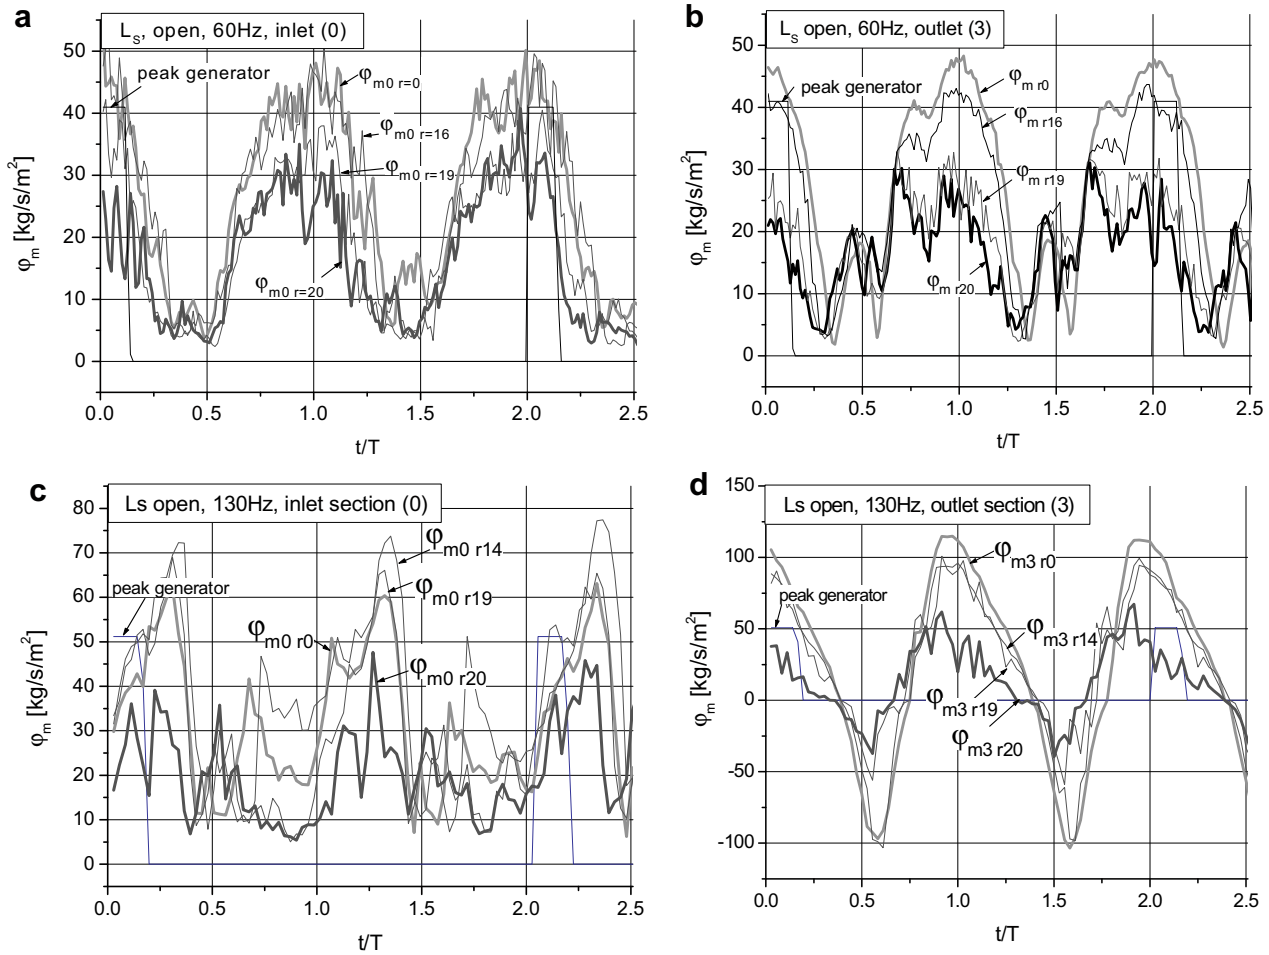 a
L_S, open, 60Hz, inlet (0)
peak generator
φ_m0 r=0
φ_m0 r=16
φ_m0 r=19
φ_m0 r=20
φ_m [kg/s/m²]
50
40
30
20
10
0
0.0 0.5 1.0 1.5 2.0 2.5
t/T
b
L_S open, 60Hz, outlet (3)
peak generator
φ_m r0
φ_m r16
φ_m r19
φ_m r20
φ_m [kg/s/m²]
50
40
30
20
10
0
0.0 0.5 1.0 1.5 2.0 2.5
t/T
c
Ls open, 130Hz, inlet section (0)
peak generator
φ_m0 r14
φ_m0 r19
φ_m0 r0
φ_m0 r20
φ_m [kg/s/m²]
80
70
60
50
40
30
20
10
0
0.0 0.5 1.0 1.5 2.0 2.5
t/T
d
Ls open, 130Hz, outlet section (3)
peak generator
φ_m3 r0
φ_m3 r14
φ_m3 r19
φ_m3 r20
φ_m [kg/s/m²]
150
100
50
0
-50
-100
0.0 0.5 1.0 1.5 2.0 2.5
t/T